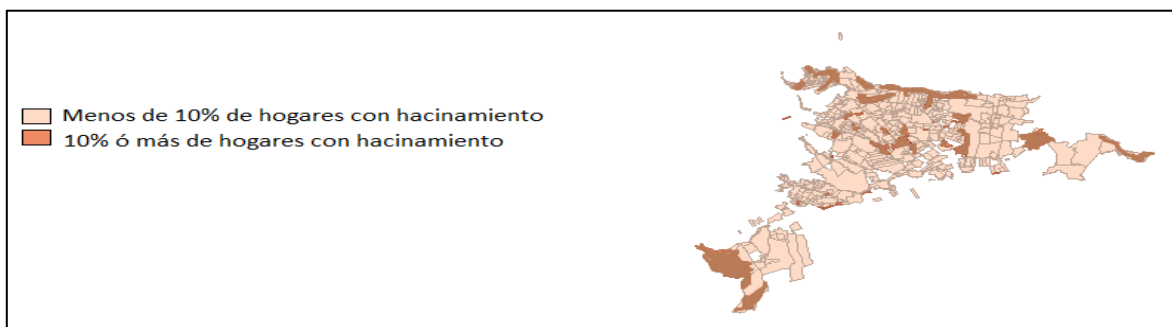 Menos de 10% de hogares con hacinamiento
10% ó más de hogares con hacinamiento